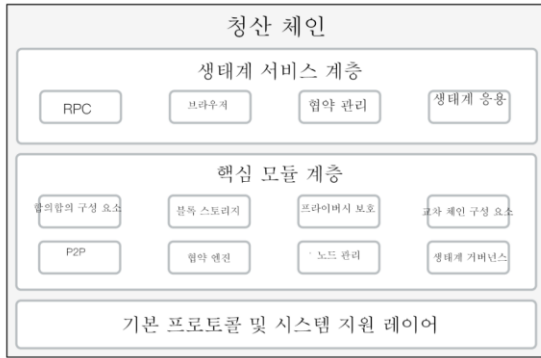 청산 체인
생태계 서비스 계층
RPC
브라우저
협약 관리
생태계 응용
핵심 모듈 계층
합의합의 구성 요소
블록 스토리지
프라이버시 보호
교차 체인 구성 요소
P2P
협약 엔진
노드 관리
생태계 거버넌스
기본 프로토콜 및 시스템 지원 레이어